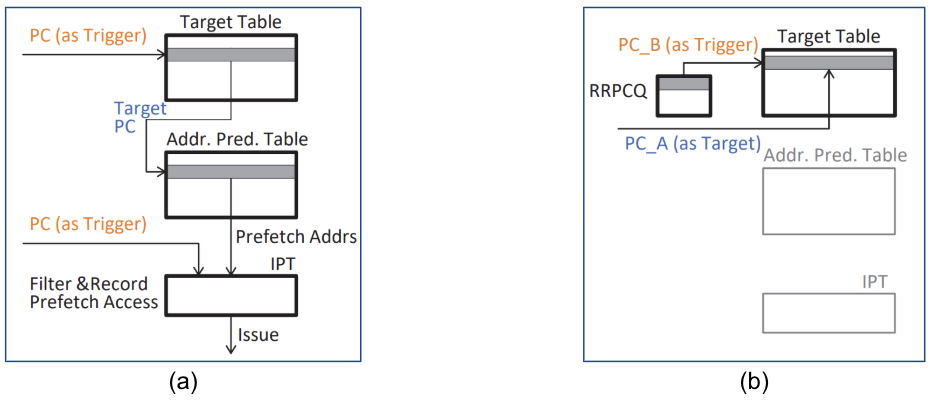 Target Table
PC (as Trigger)
Target
PC
Addr. Pred. Table
PC (as Trigger)
Prefetch Addrs
IPT
Filter &Record
Prefetch Access
Issue
(a)
Target Table
PC_B (as Trigger)
RRPCQ
PC_A (as Target)
Addr. Pred. Table
IPT
(b)